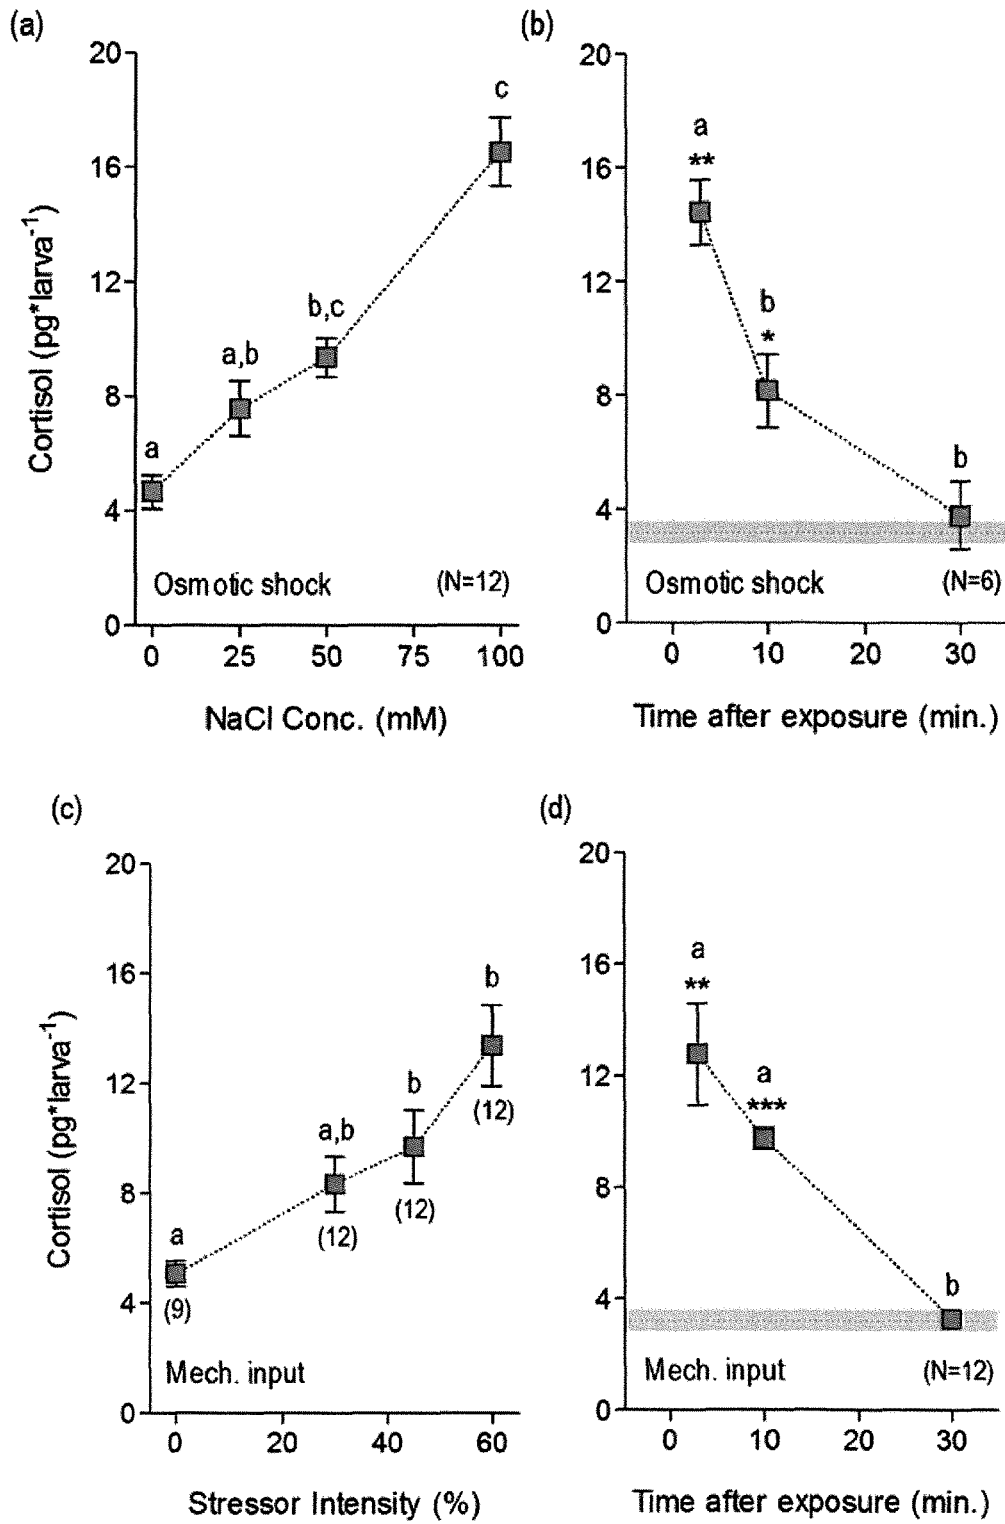 (a)
20
16
12
8
4
0
Cortisol (pg*larva⁻¹)
a
a,b
b,c
c
Osmotic shock (N=12)
0 25 50 75 100
NaCl Conc. (mM)
(b)
20
16
12
8
4
0
a
**
b
*
b
Osmotic shock (N=6)
0 10 20 30
Time after exposure (min.)
(c)
20
16
12
8
4
0
Cortisol (pg*larva⁻¹)
a
(9)
a,b
(12)
b
(12)
b
(12)
Mech. input
0 20 40 60
Stressor Intensity (%)
(d)
20
16
12
8
4
0
a
**
a
***
b
Mech. input (N=12)
0 10 20 30
Time after exposure (min.)